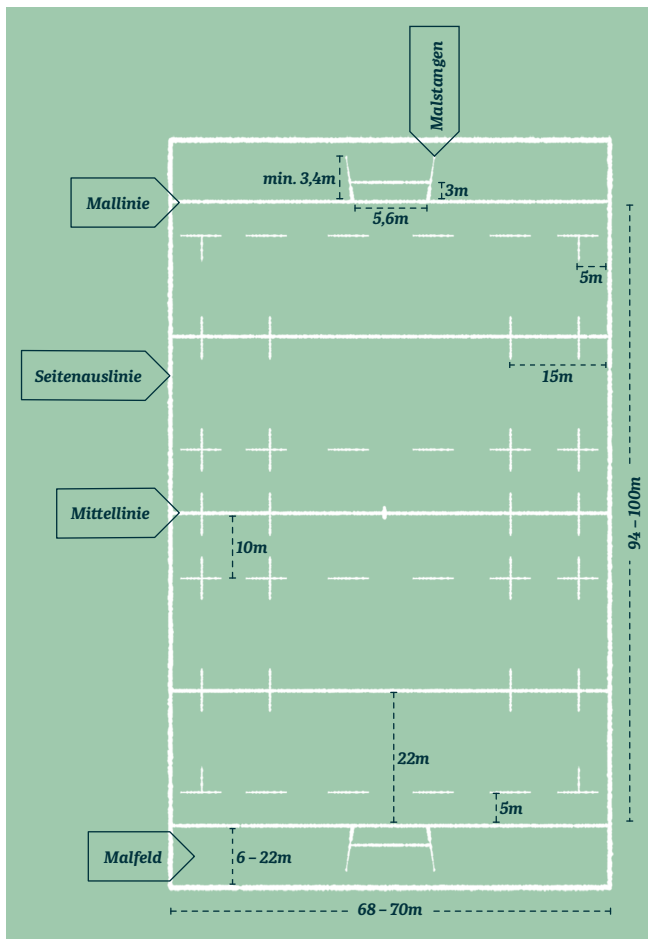 Malstangen
min. 3,4m
3m
Mallinie
5,6m
5m
Seitenauslinie
15m
Mittellinie
94 – 100m
10m
22m
5m
Malfeld
6 – 22m
68 – 70m